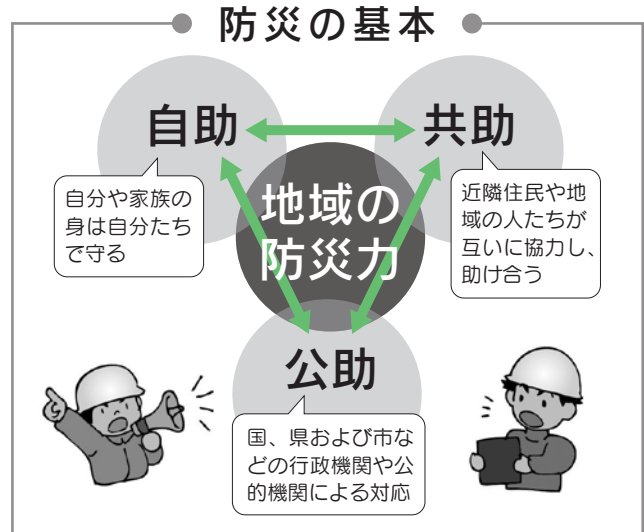 防災の基本
自助
共助
自分や家族の
身は自分たち
で守る
近隣住民や地
域の人たちが
互いに協力し、
助け合う
地域の
防災力
公助
国、県および市な
どの行政機関や公
的機関による対応